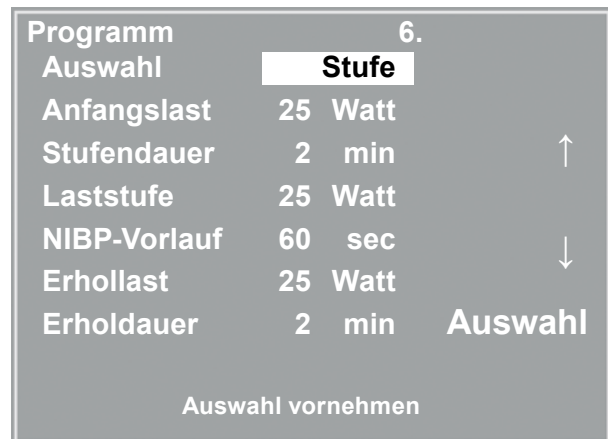 Programm 6.
Auswahl Stufe
Anfangslast 25 Watt
Stufendauer 2 min ↑
Laststufe 25 Watt
NIBP-Vorlauf 60 sec ↓
Erhollast 25 Watt
Erholdauer 2 min Auswahl
Auswahl vornehmen